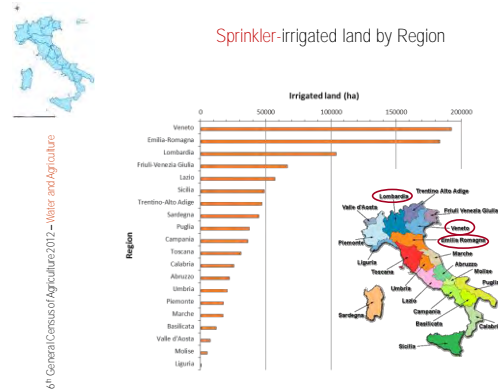 Sprinkler-irrigated land by Region
6th General Census of Agriculture 2012 – Water and Agriculture
Irrigated land (ha)
0 50000 100000 150000 200000
Region
Veneto
Emilia-Romagna
Lombardia
Friuli-Venezia Giulia
Lazio
Sicilia
Trentino-Alto Adige
Sardegna
Puglia
Campania
Toscana
Calabria
Abruzzo
Umbria
Piemonte
Marche
Basilicata
Valle d'Aosta
Molise
Liguria
Trentino Alto Adige
Lombardia
Valle d'Aosta
Friuli Venezia Giulia
Veneto
Piemonte
Emilia Romagna
Liguria
Marche
Toscana
Abruzzo
Molise
Umbria
Puglia
Lazio
Campania
Sardegna
Basilicata
Calabr
Sicilia